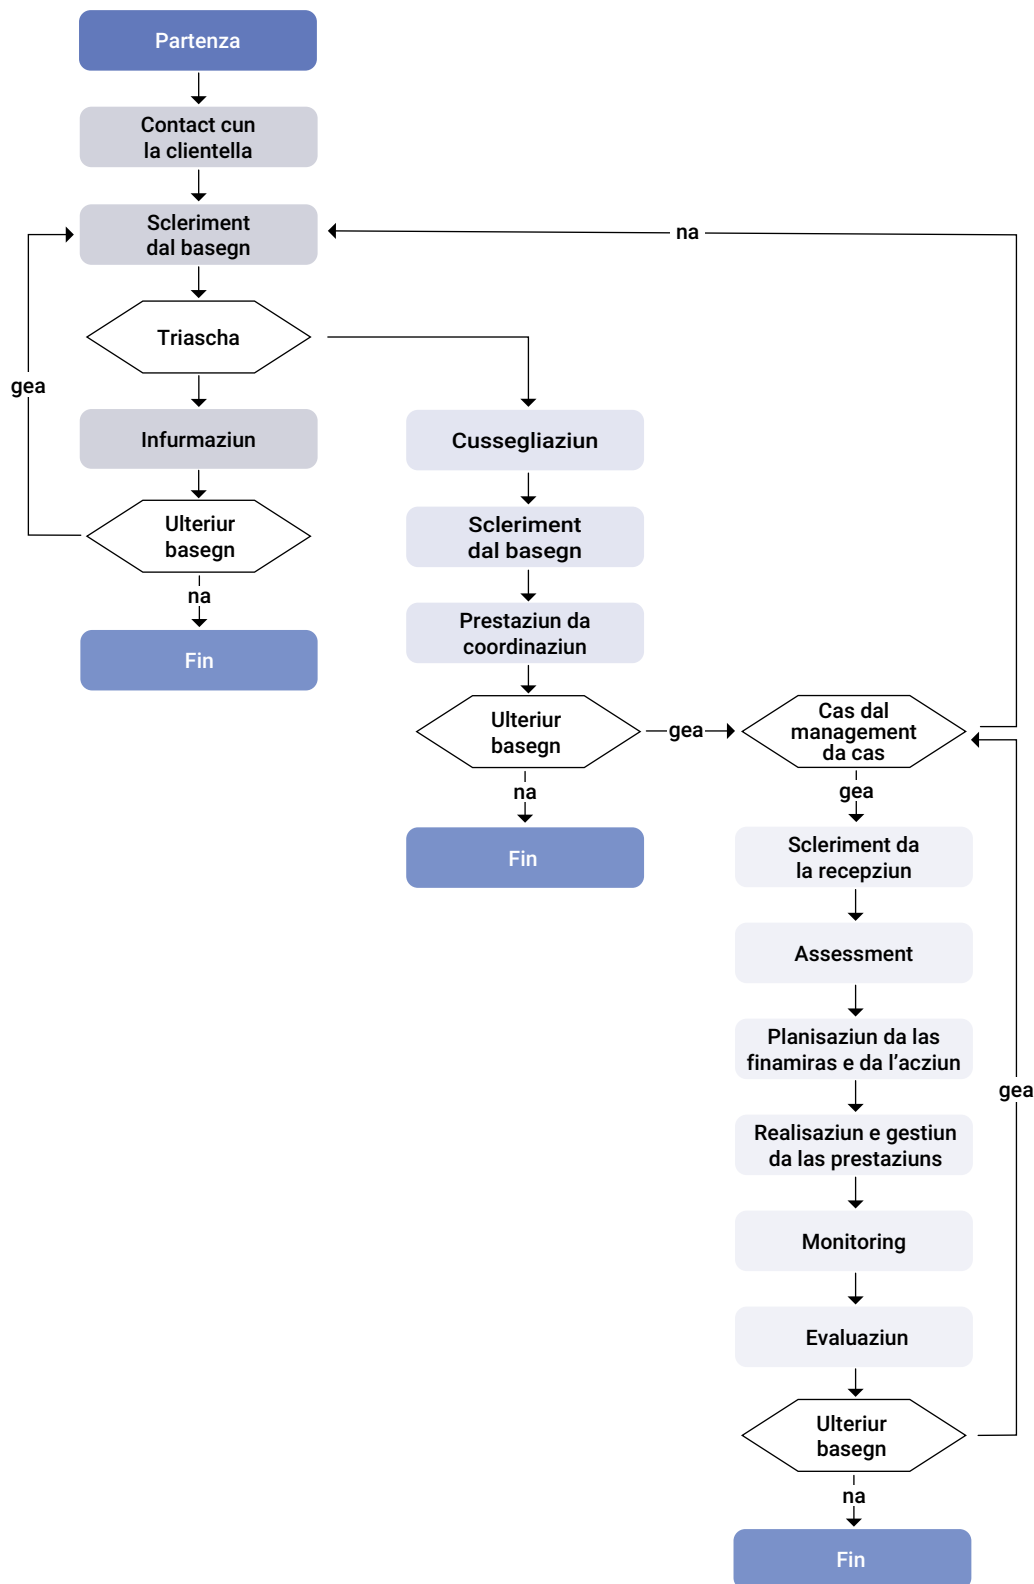 Partenza
Contact cun
la clientella
Scleriment
dal basegn
na
Triascha
gea
Infurmaziun
Ulteriur
basegn
na
Fin
Cussegliaziun
Scleriment
dal basegn
Prestaziun da
coordinaziun
Ulteriur
basegn
gea
na
Fin
Cas dal
management
da cas
gea
Scleriment da
la recepziun
Assessment
Planisaziun da las
finamiras e da l’acziun
gea
Realisaziun e gestiun
da las prestaziuns
Monitoring
Evaluaziun
Ulteriur
basegn
na
Fin